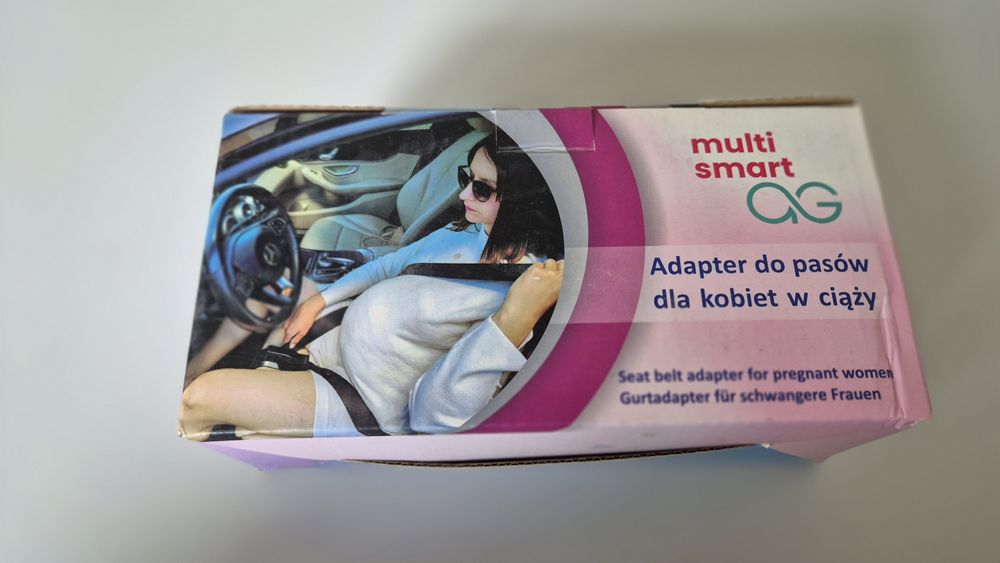 multi
smart
aG
Adapter do pasów
dla kobiet w ciąży
Seat belt adapter for pregnant women
Gurtadapter für schwangere Frauen